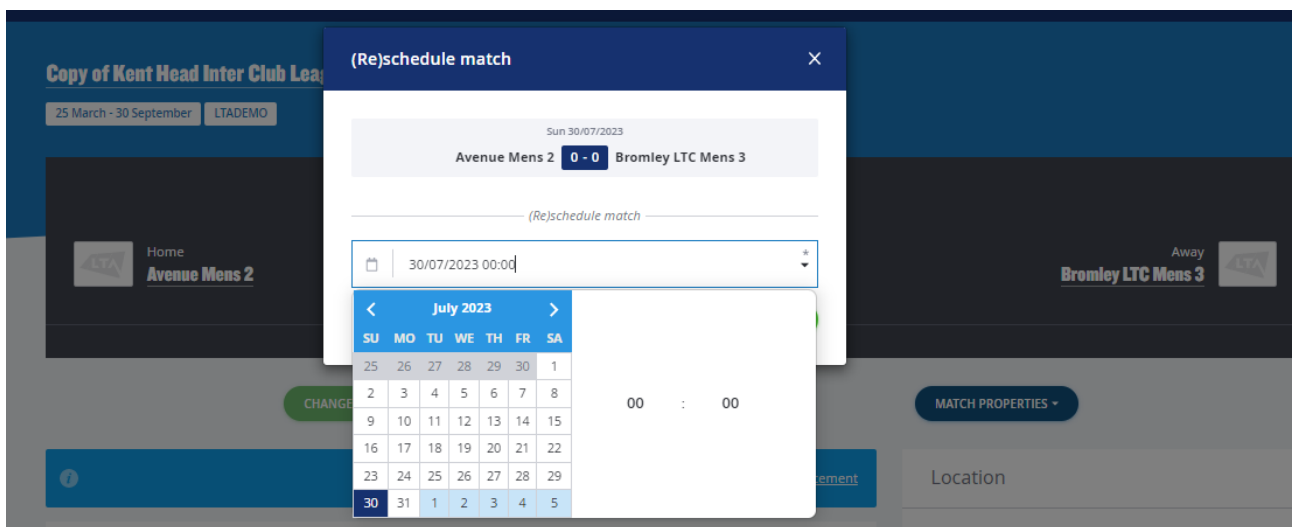 (Re)schedule match
Copy of Kent Head Inter Club Lea
25 March - 30 September LTADEMO
Sun 30/07/2023
Avenue Mens 2 0 - 0 Bromley LTC Mens 3
(Re)schedule match
Home
Avenue Mens 2
LTA
30/07/2023 00:00 *
Away
Bromley LTC Mens 3
LTA
July 2023
SU MO TU WE TH FR SA
25 26 27 28 29 30 1
2 3 4 5 6 7 8
9 10 11 12 13 14 15
16 17 18 19 20 21 22
23 24 25 26 27 28 29
30 31 1 2 3 4 5
00 : 00
CHANGE
MATCH PROPERTIES
ement
Location